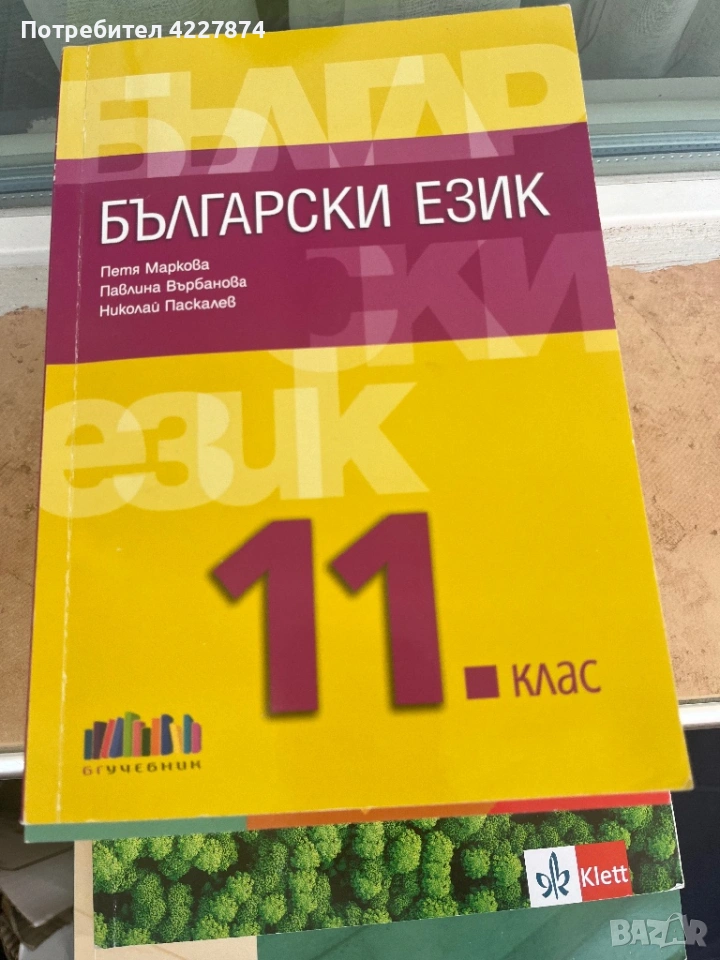 Потребител 4227874
БЪЛГАР
БЪЛГАРСКИ ЕЗИК
Петя Маркова
Павлина Върбанова
Николай Паскалев
ски
език
11. клас
БГУЧЕБНИК
Klett
BAZAR